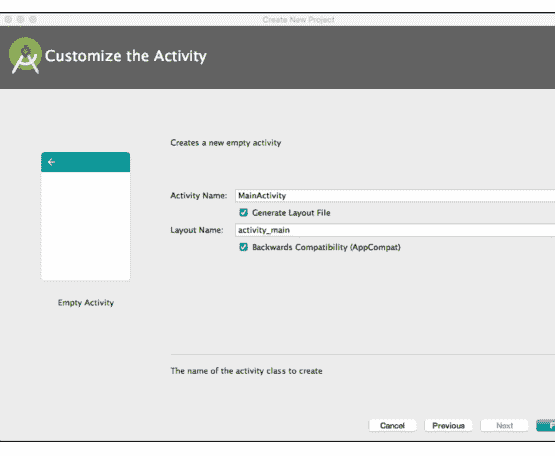 Create New Project
Customize the Activity
Creates a new empty activity
Activity Name: MainActivity
Generate Layout File
Layout Name: activity_main
Backwards Compatibility (AppCompat)
Empty Activity
The name of the activity class to create
Cancel Previous Next